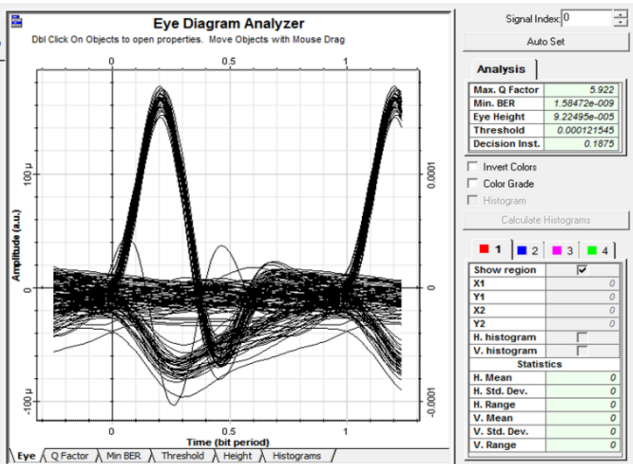 Eye Diagram Analyzer
Dbl Click On Objects to open properties. Move Objects with Mouse Drag
0 0.5 1
Amplitude (a.u.)
100 µ
0
-100 µ
0.0001
0
-0.0001
0 0.5 1
Time (bit period)
Eye Q Factor Min BER Threshold Height Histograms
Signal Index: 0
Auto Set
Analysis
Max. Q Factor 5.922
Min. BER 1.58472e-009
Eye Height 9.22495e-005
Threshold 0.000121545
Decision Inst. 0.1875
Invert Colors
Color Grade
Histogram
Calculate Histograms
1 2 3 4
Show region
X1 0
Y1 0
X2 0
Y2 0
H. histogram
V. histogram
Statistics
H. Mean 0
H. Std. Dev. 0
H. Range 0
V. Mean 0
V. Std. Dev. 0
V. Range 0